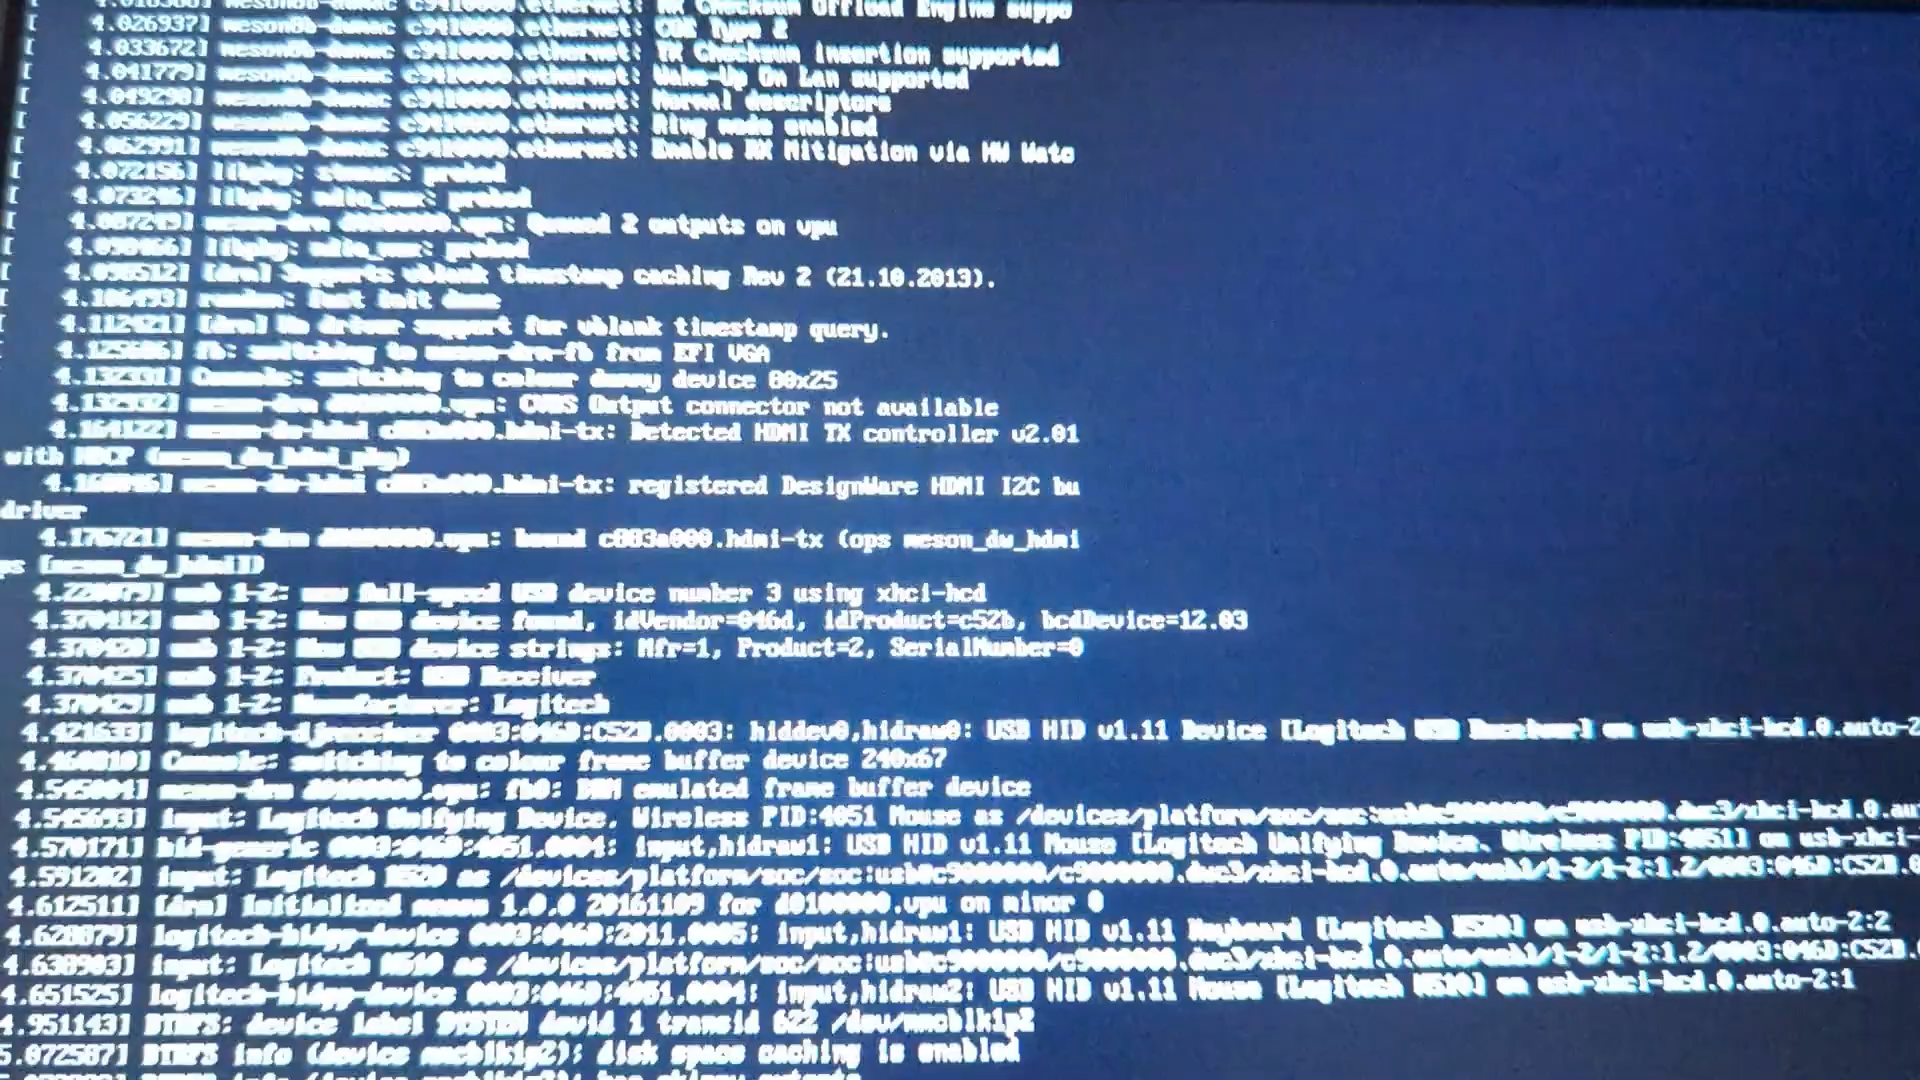 [ 4.018308] meson8b-dwmac c9410000.ethernet: RX Checksum Offload Engine suppo
[ 4.026937] meson8b-dwmac c9410000.ethernet: COE Type 2
[ 4.033672] meson8b-dwmac c9410000.ethernet: TX Checksum insertion supported
[ 4.041779] meson8b-dwmac c9410000.ethernet: Wake-Up On Lan supported
[ 4.049298] meson8b-dwmac c9410000.ethernet: Normal descriptors
[ 4.056229] meson8b-dwmac c9410000.ethernet: Ring mode enabled
[ 4.062991] meson8b-dwmac c9410000.ethernet: Enable RX Mitigation via HW Watc
[ 4.072156] libphy: stmmac: probed
[ 4.073246] libphy: mdio_mux: probed
[ 4.087249] meson-drm d0100000.vpu: Queued 2 outputs on vpu
[ libphy: mdio_mux: probed
[ 4.098512] [drm] Supports vblank timestamp caching Rev 2 (21.10.2013).
[ 4.106493] random: fast init done
[ 4.112421] [drm] No driver support for vblank timestamp query.
4.125686] fb: switching to meson-drm-fb from EFI VGA
4.132331] Console: switching to colour dummy device 80x25
4.132932] meson-drm d0100000.vpu: CVBS Output connector not available
4.164122] meson-dw-hdmi c883a000.hdmi-tx: Detected HDMI TX controller v2.01
with HDCP (meson_dw_hdmi_phy)
meson-dw-hdmi c883a000.hdmi-tx: registered DesignWare HDMI I2C bu
driver
4.176721] meson-drm d0100000.vpu: bound c883a000.hdmi-tx (ops meson_dw_hdmi
ps [meson_dw_hdmi])
4.228079] usb 1-2: new full-speed USB device number 3 using xhci-hcd
4.370412] usb 1-2: New USB device found, idVendor=046d, idProduct=c52b, bcdDevice=12.03
4.370420] usb 1-2: New USB device strings: Mfr=1, Product=2, SerialNumber=0
4.370425] usb 1-2: Product: USB Receiver
4.370429] usb 1-2: Manufacturer: Logitech
4.421633] logitech-djreceiver 0003:046D:C52B.0003: hiddev0,hidraw0: USB HID v1.11 Device [Logitech USB Receiver] on usb-xhci-hcd.0.auto-2
4.460010] Console: switching to colour frame buffer device 240x67
4.545004] meson-drm d0100000.vpu: fb0: DRM emulated frame buffer device
4.545693] input: Logitech Unifying Device. Wireless PID:4051 Mouse as /devices/platform/soc/soc:usb@c9000000/c9000000.dwc3/xhci-hcd.0.au
4.570171] hid-generic 0003:046D:4051.0004: input,hidraw1: USB HID v1.11 Mouse [Logitech Unifying Device. Wireless PID:4051] on usb-xhci-
4.591202] input: Logitech K520 as /devices/platform/soc/soc:usb@c9000000/c9000000.dwc3/xhci-hcd.0.auto/usb1/1-2/1-2:1.2/0003:046D:C52B.0
4.612511] [drm] Initialized meson 1.0.0 20161109 for d0100000.vpu on minor 0
4.628079] logitech-hidpp-device 0003:046D:2011.0005: input,hidraw1: USB HID v1.11 Keyboard [Logitech K520] on usb-xhci-hcd.0.auto-2:2
4.638903] input: Logitech M510 as /devices/platform/soc/soc:usb@c9000000/c9000000.dwc3/xhci-hcd.0.auto/usb1/1-2/1-2:1.2/0003:046D:C52B.
4.651525] logitech-hidpp-device 0003:046D:4051.0004: input,hidraw2: USB HID v1.11 Mouse [Logitech M510] on usb-xhci-hcd.0.auto-2:1
4.951143] BTRFS: device label SYSTEM devid 1 transid 622 /dev/mmcblk1p2
5.072587] BTRFS info (device mmcblk1p2): disk space caching is enabled